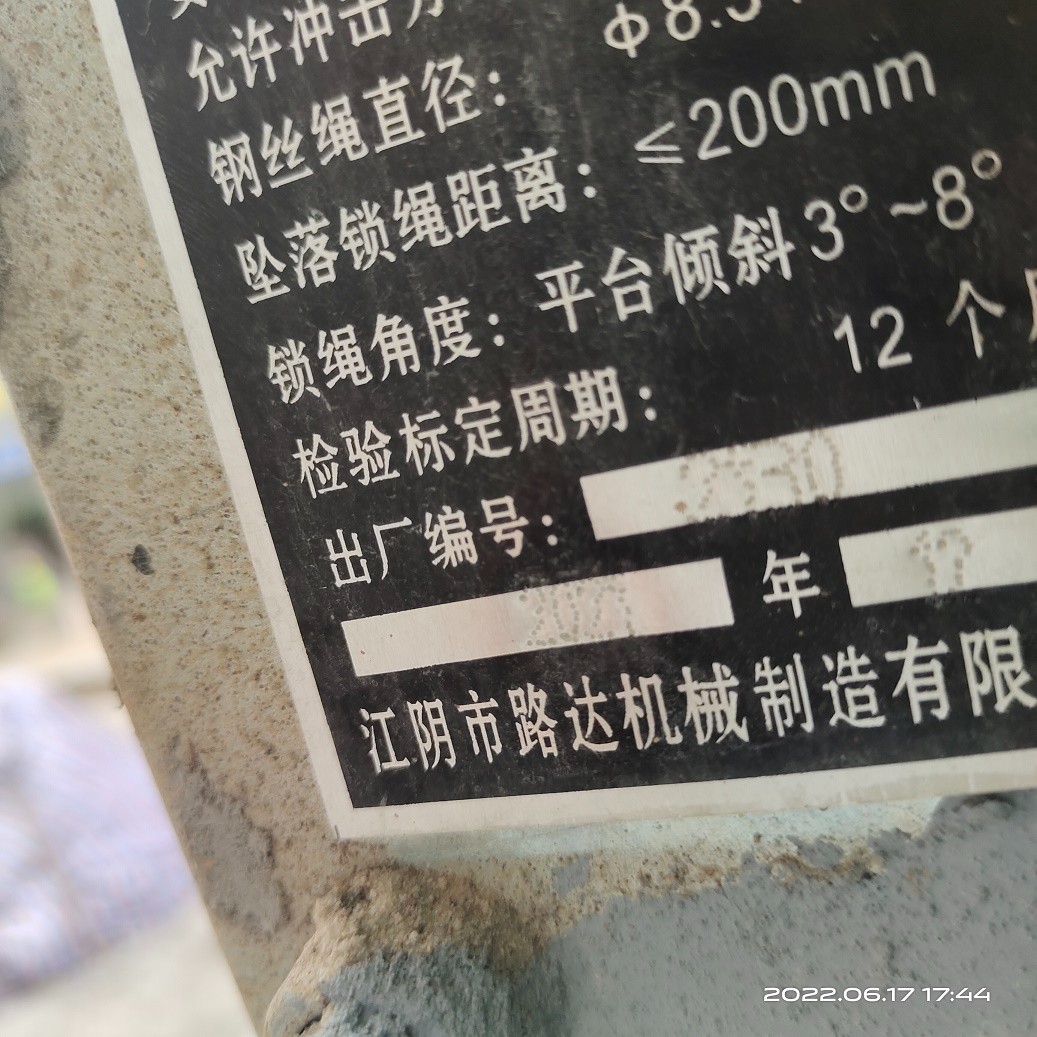 允许冲击力
钢丝绳直径： Φ8.3
坠落锁绳距离： ≤200mm
锁绳角度：平台倾斜3°~8°
检验标定周期： 12 个
出厂编号：
2021 年 12
江阴市路达机械制造有限
2022.06.17 17:44